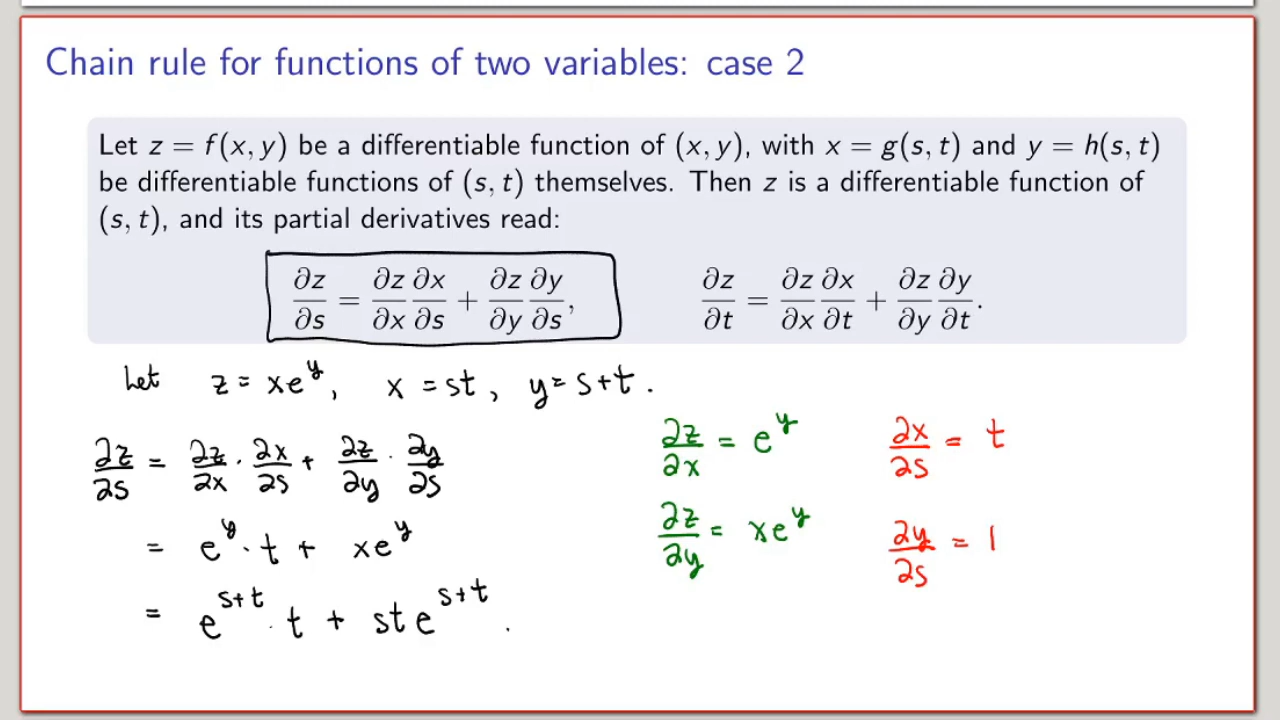 Chain rule for functions of two variables: case 2
Let z = f(x, y) be a differentiable function of (x, y), with x = g(s, t) and y = h(s, t)
be differentiable functions of (s, t) themselves. Then z is a differentiable function of
(s, t), and its partial derivatives read:
∂z/∂s = ∂z/∂x ∂x/∂s + ∂z/∂y ∂y/∂s, ∂z/∂t = ∂z/∂x ∂x/∂t + ∂z/∂y ∂y/∂t.
Let z = xe^y, x = st, y = s+t.
∂z/∂s = ∂z/∂x · ∂x/∂s + ∂z/∂y · ∂y/∂s
= e^y · t + xe^y
= e^(s+t) · t + ste^(s+t).
∂z/∂x = e^y
∂z/∂y = xe^y
∂x/∂s = t
∂y/∂s = 1